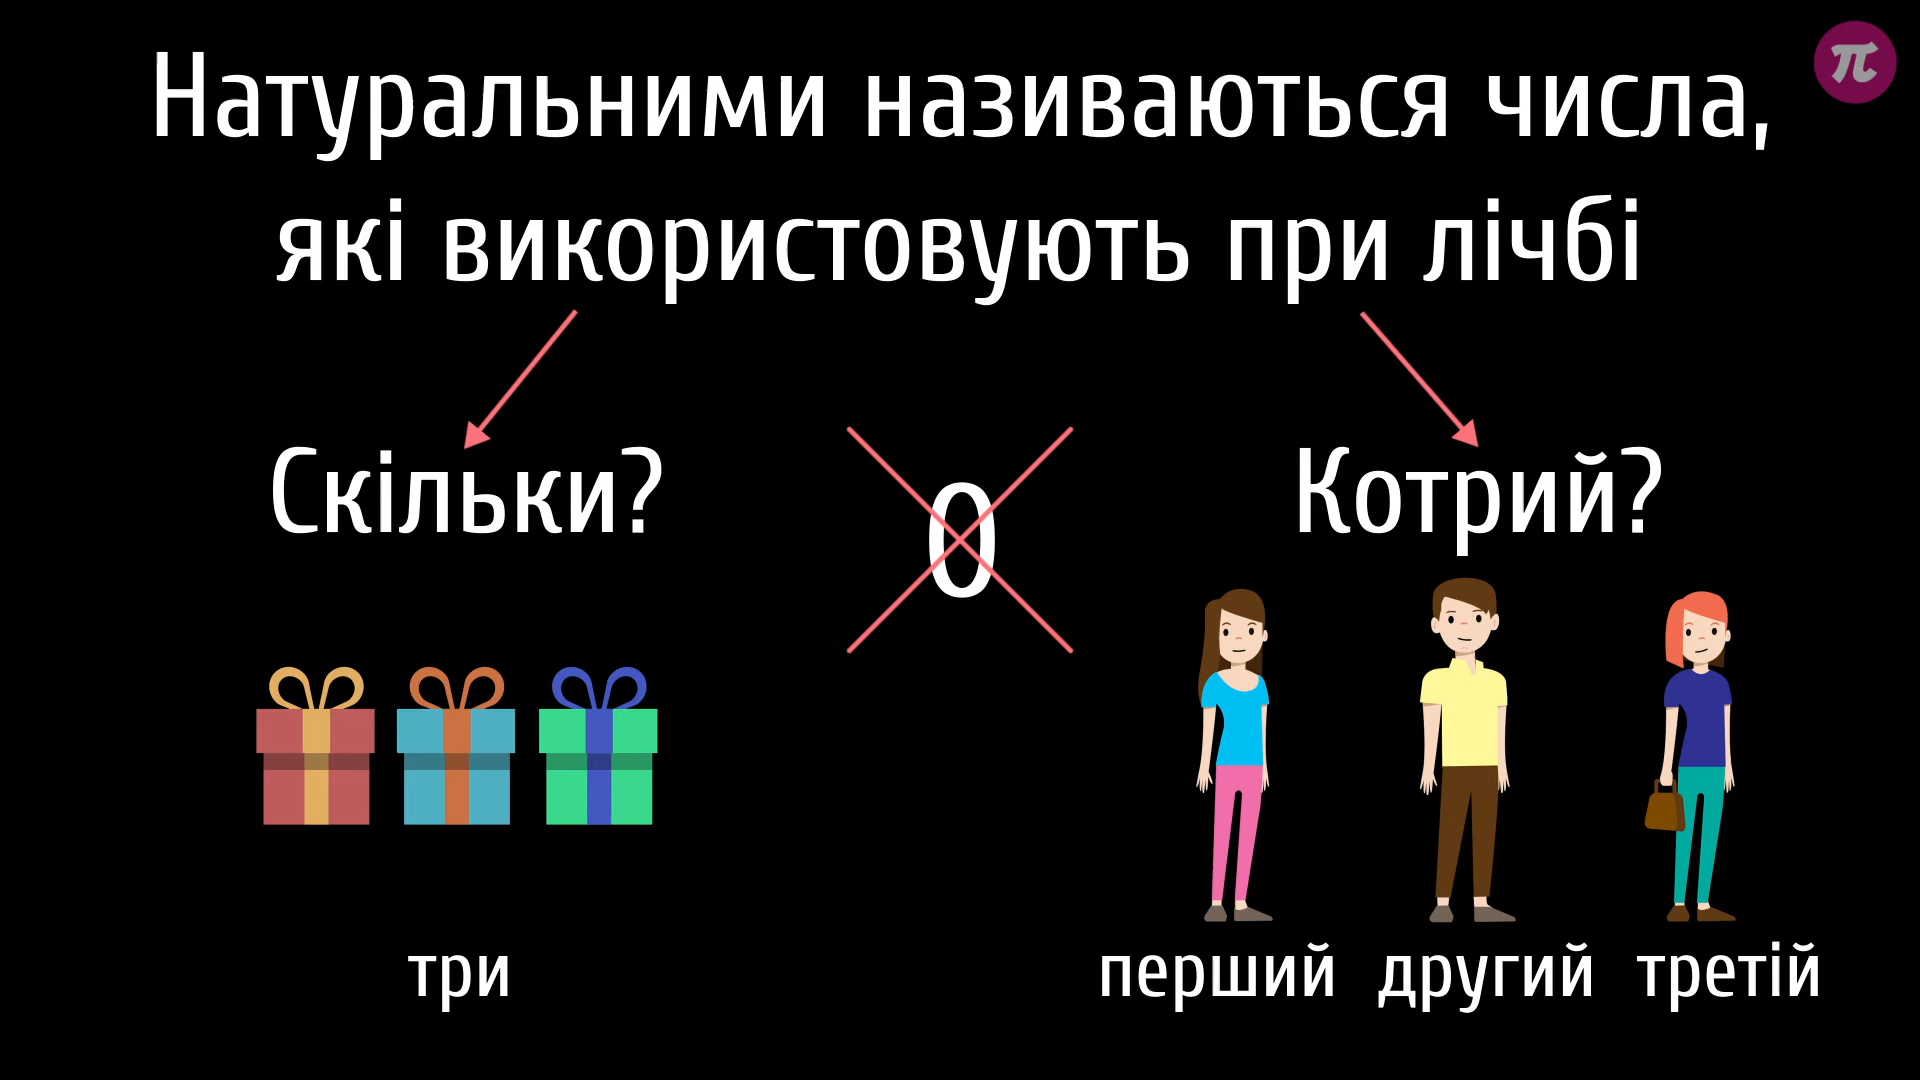 Натуральними називаються числа,
які використовують при лічбі
Скільки?
0
Котрий?
три
перший другий третій
π